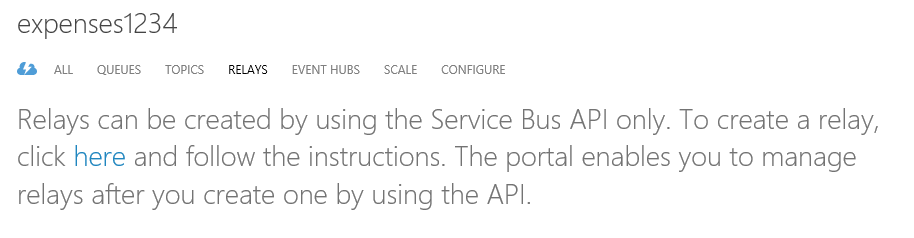 expenses1234
ALL QUEUES TOPICS RELAYS EVENT HUBS SCALE CONFIGURE
Relays can be created by using the Service Bus API only. To create a relay,
click here and follow the instructions. The portal enables you to manage
relays after you create one by using the API.